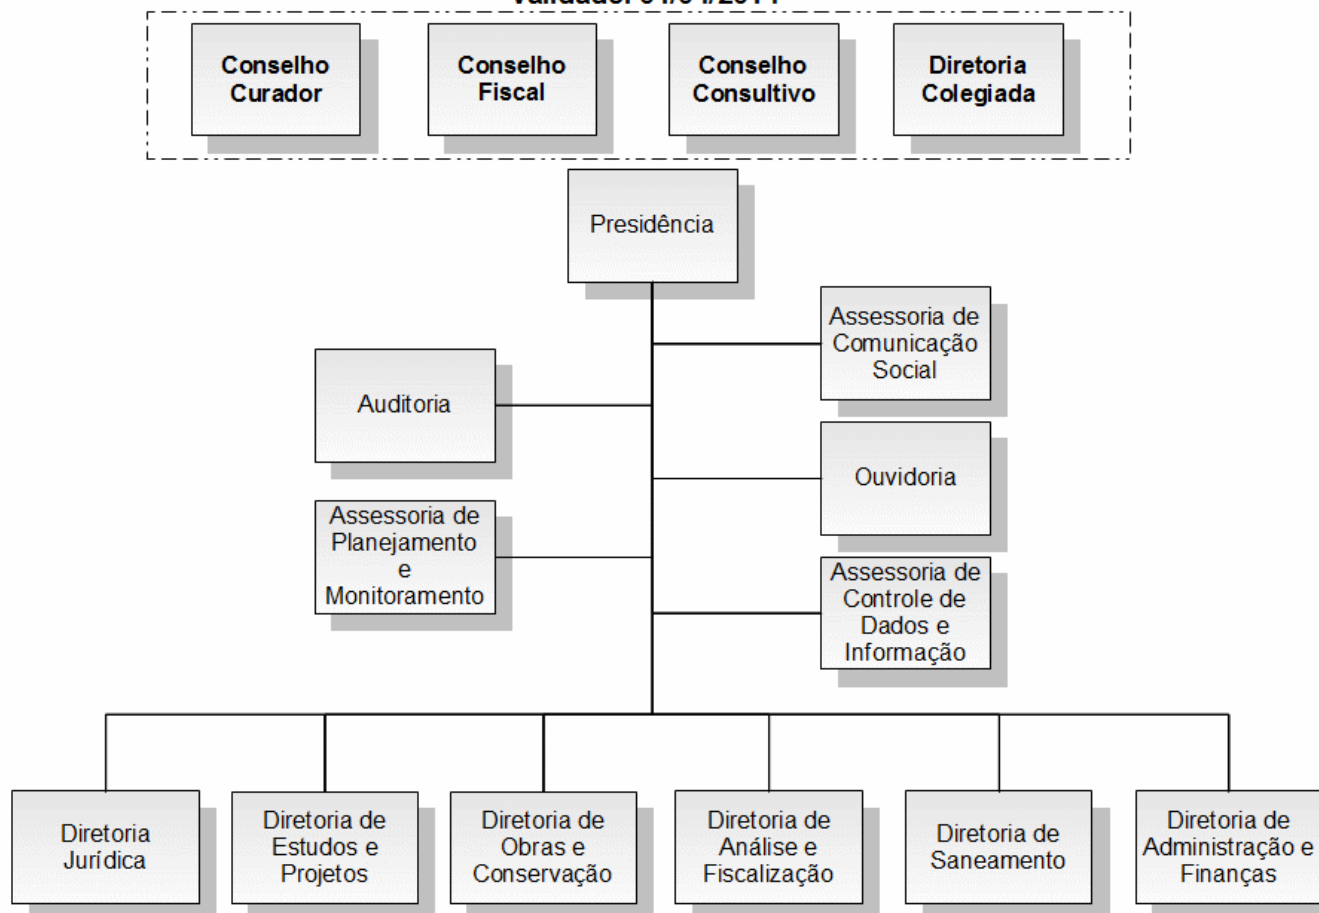 Conselho
Curador
Conselho
Fiscal
Conselho
Consultivo
Diretoria
Colegiada
Presidência
Assessoria de
Comunicação
Social
Auditoria
Ouvidoria
Assessoria de
Planejamento
e
Monitoramento
Assessoria de
Controle de
Dados e
Informação
Diretoria
Jurídica
Diretoria de
Estudos e
Projetos
Diretoria de
Obras e
Conservação
Diretoria de
Análise e
Fiscalização
Diretoria de
Saneamento
Diretoria de
Administração e
Finanças